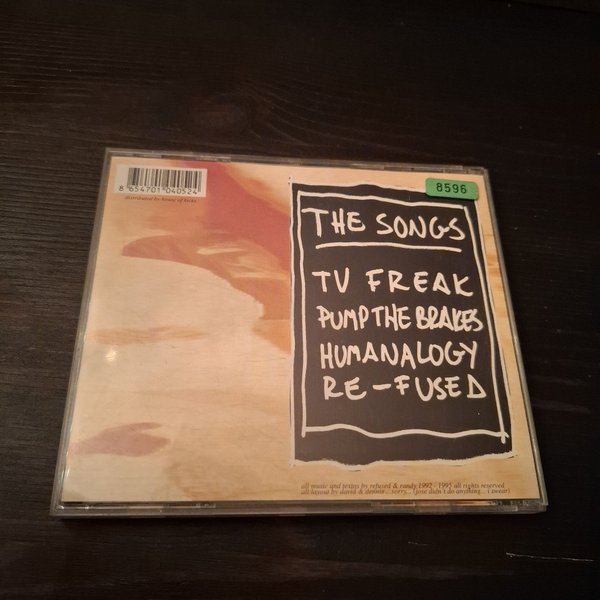 8 654701 040524
distributed by house of kicks
8596
THE SONGS
TV FREAK
PUMP THE BRAKES
HUMANALOGY
RE-FUSED
all music and texxxs by refused & randy 1992 - 1995 all rights reserved
all layout by david & dennis... sorry... (jose didn't do anything... i swear)